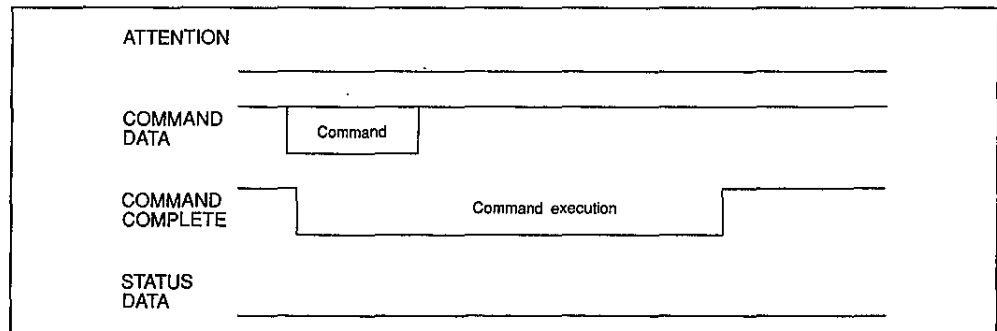 ATTENTION
COMMAND
DATA
Command
COMMAND
COMPLETE
Command execution
STATUS
DATA